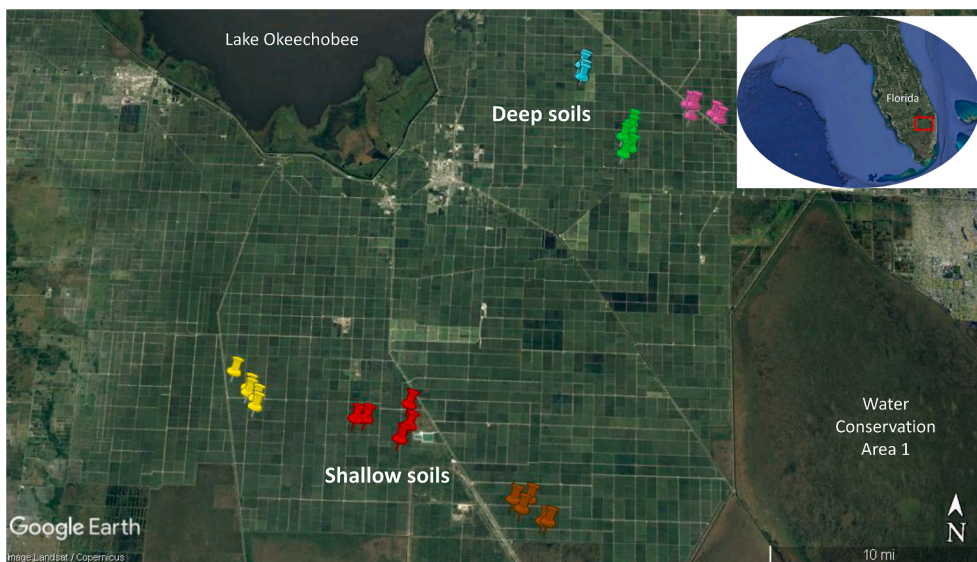 Lake Okeechobee
Deep soils
Florida
Water
Conservation
Area 1
Shallow soils
Google Earth
Image Landsat / Copernicus
N
10 mi